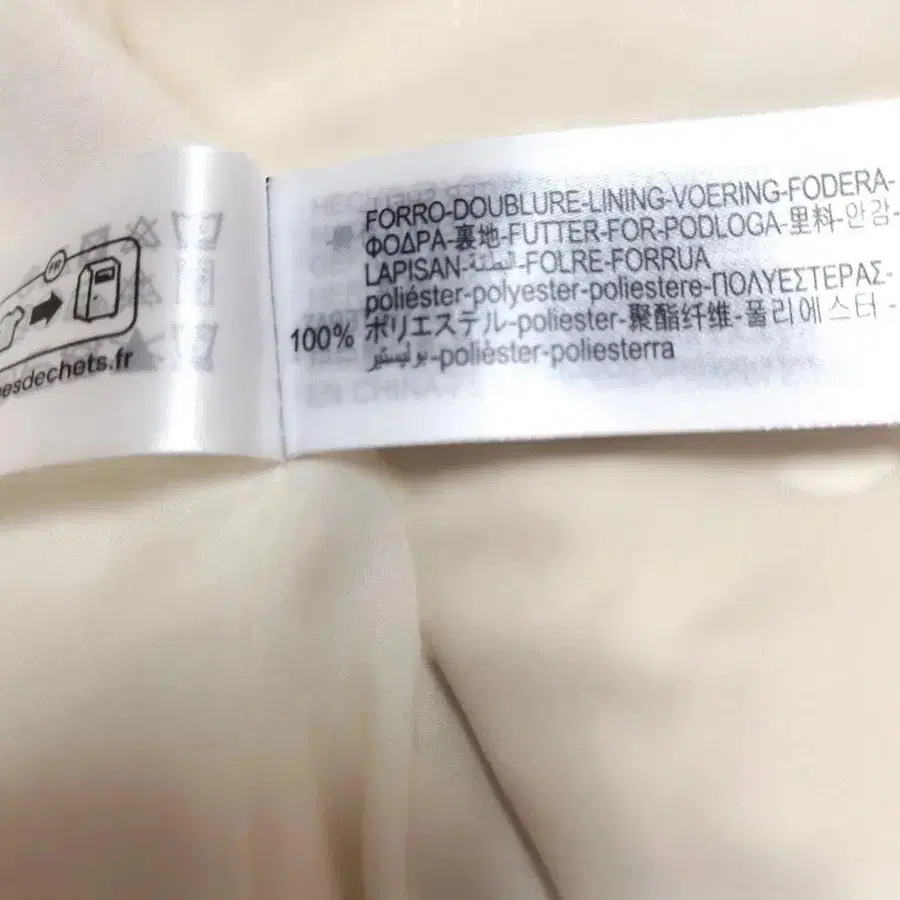 FORRO-DOUBLURE-LINING-VOERING-FODERA-
ΦΟΔΡΑ-裏地-FUTTER-FOR-PODLOGA-里料-안감-
LAPISAN-البطانة-FOLRE-FORRUA
poliéster-polyester-poliestere-ΠΟΛΥΕΣΤΕΡΑΣ-
100% ポリエステル-poliester-聚酯纤维-폴리에스터-
بوليستر-polièster-poliesterra
FR
esdechets.fr